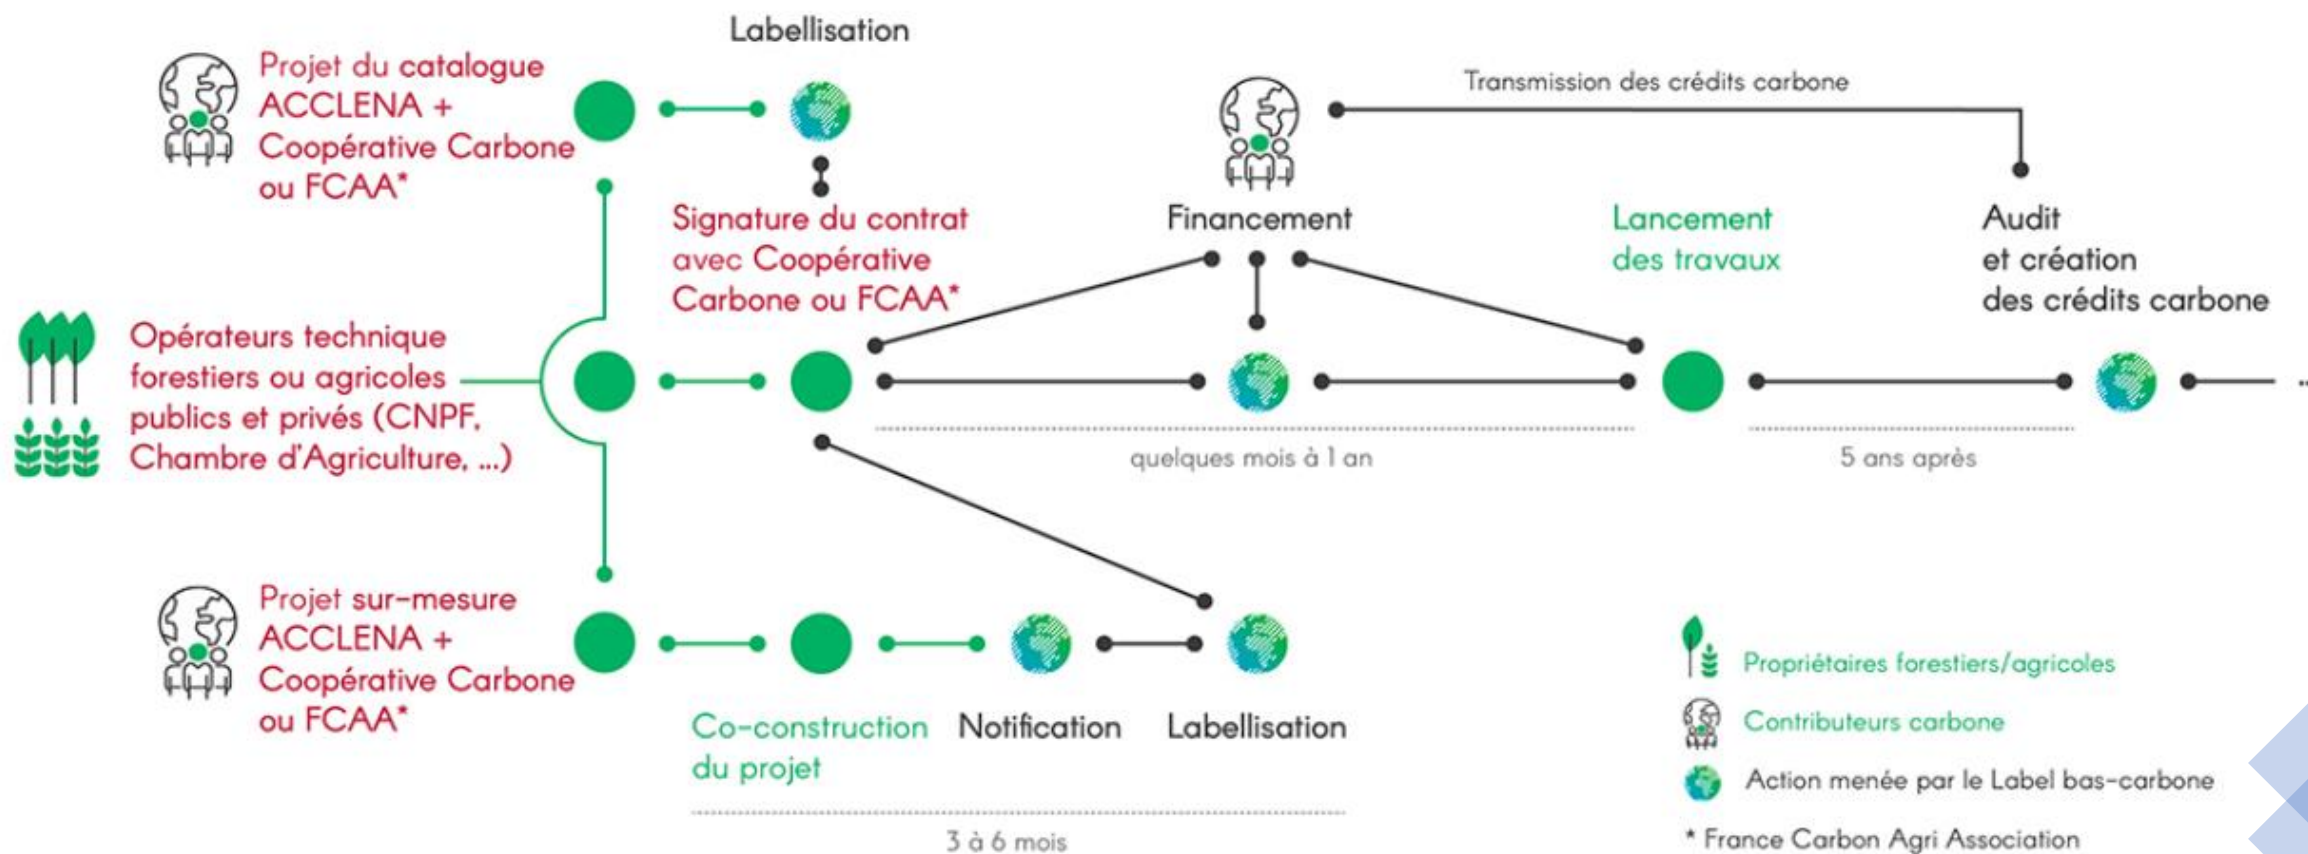 Labellisation
Projet du catalogue
ACCLENA +
Coopérative Carbone
ou FCAA*
Transmission des crédits carbone
Signature du contrat
avec Coopérative
Carbone ou FCAA*
Financement
Lancement
des travaux
Audit
et création
des crédits carbone
Opérateurs technique
forestiers ou agricoles
publics et privés (CNPF,
Chambre d'Agriculture, ...)
quelques mois à 1 an
5 ans après
Projet sur-mesure
ACCLENA +
Coopérative Carbone
ou FCAA*
Co-construction
du projet
Notification
Labellisation
3 à 6 mois
Propriétaires forestiers/agricoles
Contributeurs carbone
Action menée par le Label bas-carbone
* France Carbon Agri Association